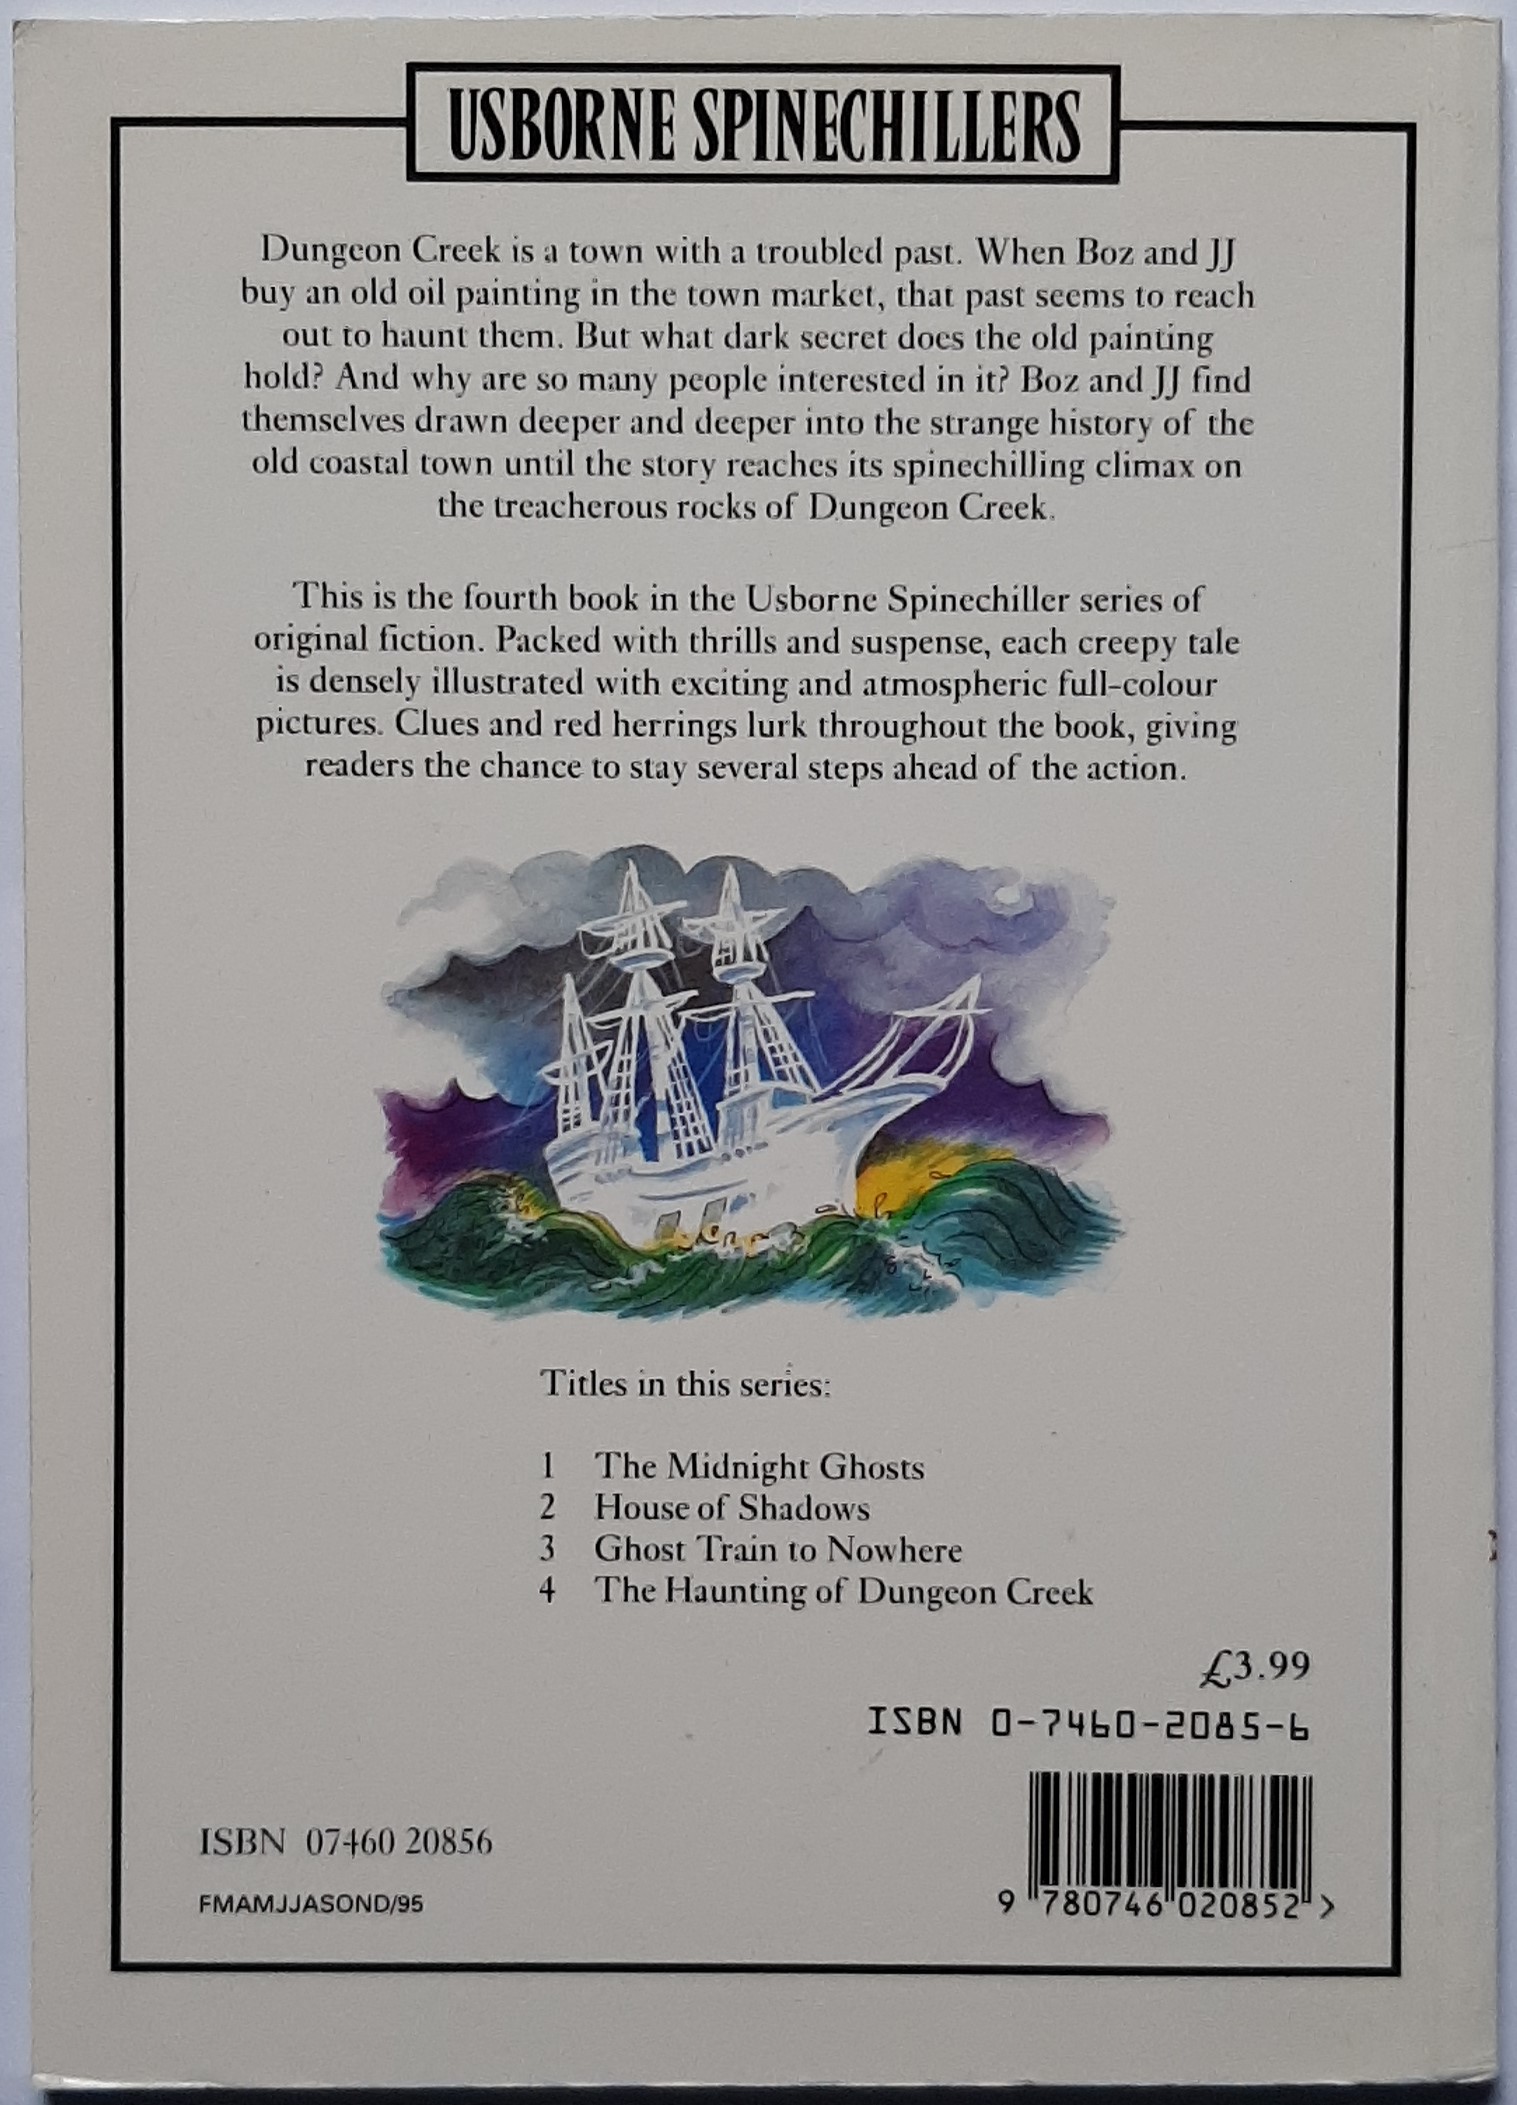 USBORNE SPINECHILLERS
Dungeon Creek is a town with a troubled past. When Boz and JJ
buy an old oil painting in the town market, that past seems to reach
out to haunt them. But what dark secret does the old painting
hold? And why are so many people interested in it? Boz and JJ find
themselves drawn deeper and deeper into the strange history of the
old coastal town until the story reaches its spinechilling climax on
the treacherous rocks of Dungeon Creek.
This is the fourth book in the Usborne Spinechiller series of
original fiction. Packed with thrills and suspense, each creepy tale
is densely illustrated with exciting and atmospheric full-colour
pictures. Clues and red herrings lurk throughout the book, giving
readers the chance to stay several steps ahead of the action.
Titles in this series:
1 The Midnight Ghosts
2 House of Shadows
3 Ghost Train to Nowhere
4 The Haunting of Dungeon Creek
£3.99
ISBN 0-7460-2085-6
ISBN 07460 20856
FMAMJJASOND/95
9 780746 020852 >